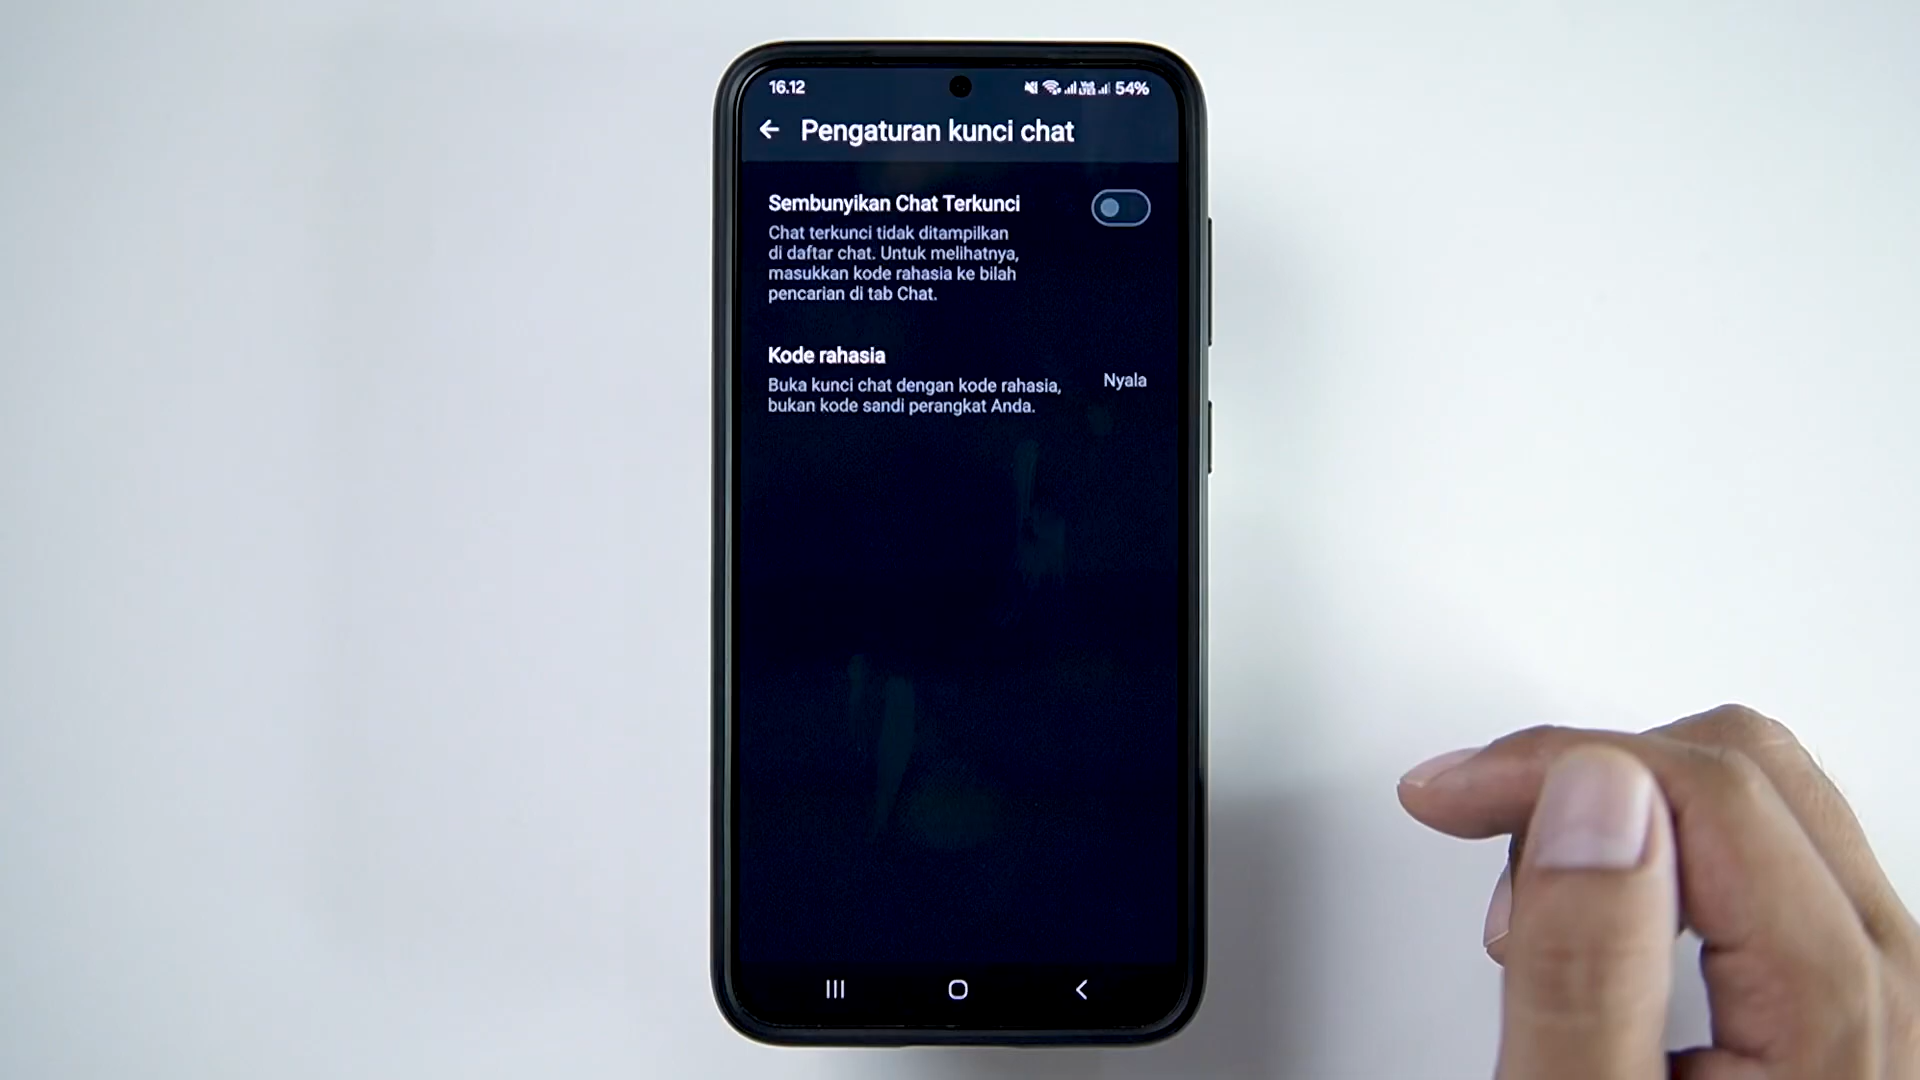 16.12
54%
Pengaturan kunci chat
Sembunyikan Chat Terkunci
Chat terkunci tidak ditampilkan
di daftar chat. Untuk melihatnya,
masukkan kode rahasia ke bilah
pencarian di tab Chat.
Kode rahasia
Buka kunci chat dengan kode rahasia,
bukan kode sandi perangkat Anda.
Nyala